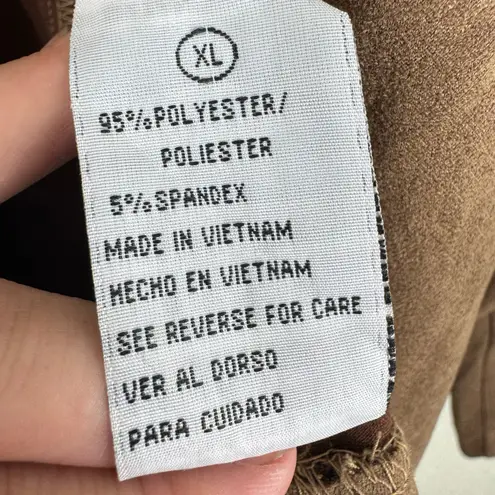 XL
95% POLYESTER/
POLIESTER
5% SPANDEX
MADE IN VIETNAM
HECHO EN VIETNAM
SEE REVERSE FOR CARE
VER AL DORSO
PARA CUIDADO